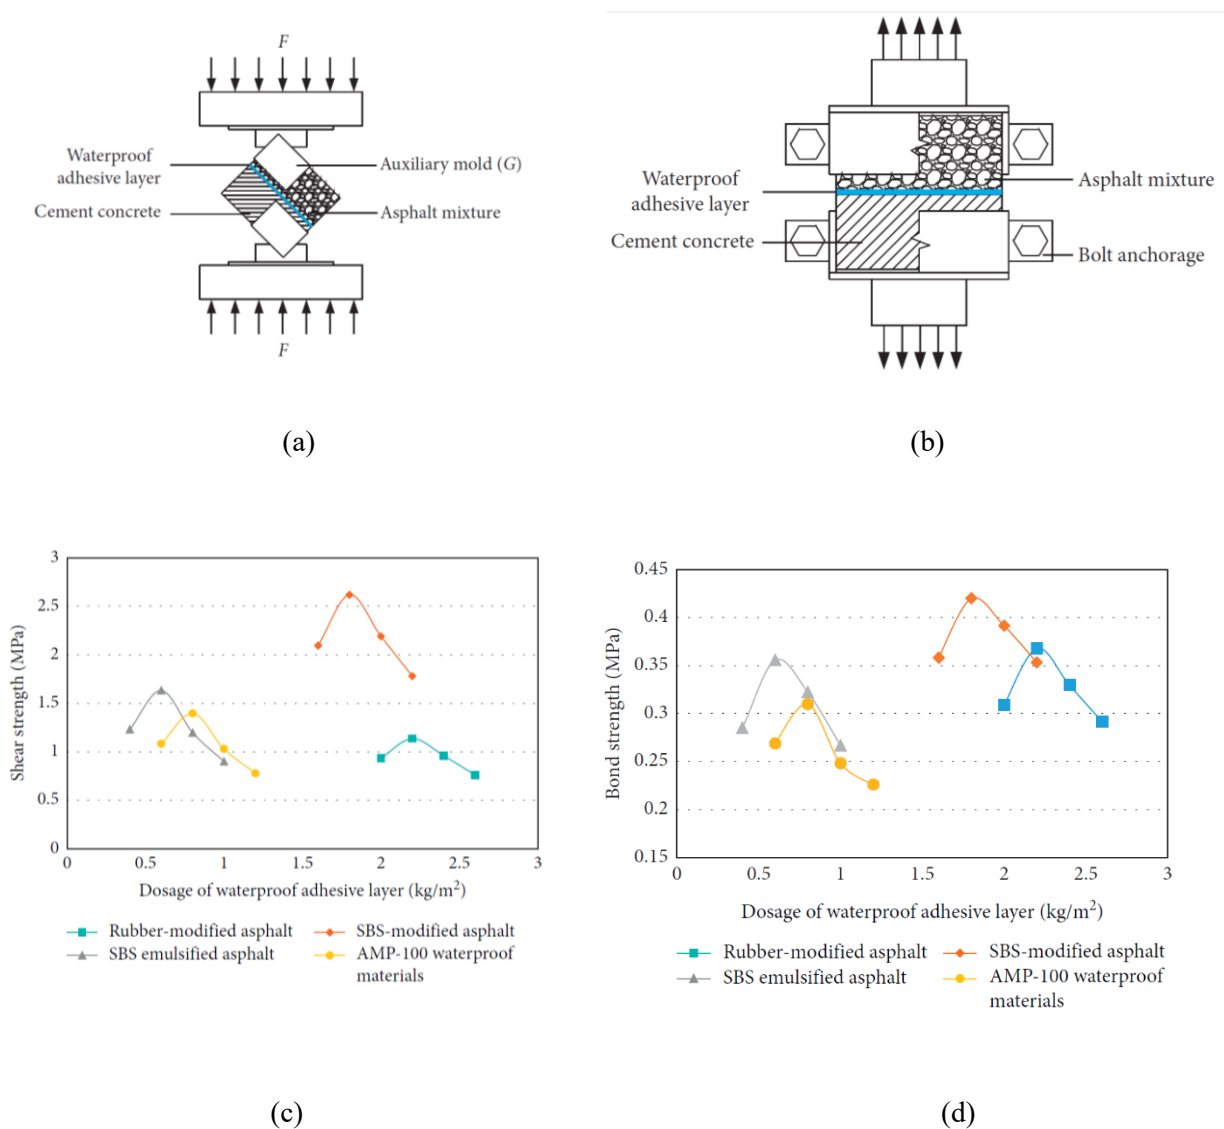 F
Waterproof
adhesive layer
Auxiliary mold (G)
Cement concrete
Asphalt mixture
F
(a)
Waterproof
adhesive layer
Asphalt mixture
Cement concrete
Bolt anchorage
(b)
Shear strength (MPa)
3
2.5
2
1.5
1
0.5
0
0 0.5 1 1.5 2 2.5 3
Dosage of waterproof adhesive layer (kg/m²)
Rubber-modified asphalt
SBS-modified asphalt
SBS emulsified asphalt
AMP-100 waterproof
materials
(c)
Bond strength (MPa)
0.45
0.4
0.35
0.3
0.25
0.2
0.15
0 0.5 1 1.5 2 2.5 3
Dosage of waterproof adhesive layer (kg/m²)
Rubber-modified asphalt
SBS-modified asphalt
SBS emulsified asphalt
AMP-100 waterproof
materials
(d)